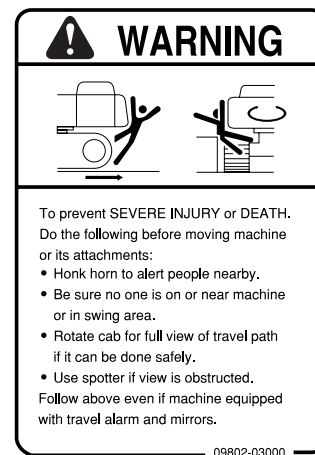 WARNING
To prevent SEVERE INJURY or DEATH.
Do the following before moving machine
or its attachments:
• Honk horn to alert people nearby.
• Be sure no one is on or near machine
or in swing area.
• Rotate cab for full view of travel path
if it can be done safely.
• Use spotter if view is obstructed.
Follow above even if machine equipped
with travel alarm and mirrors.
09802-03000